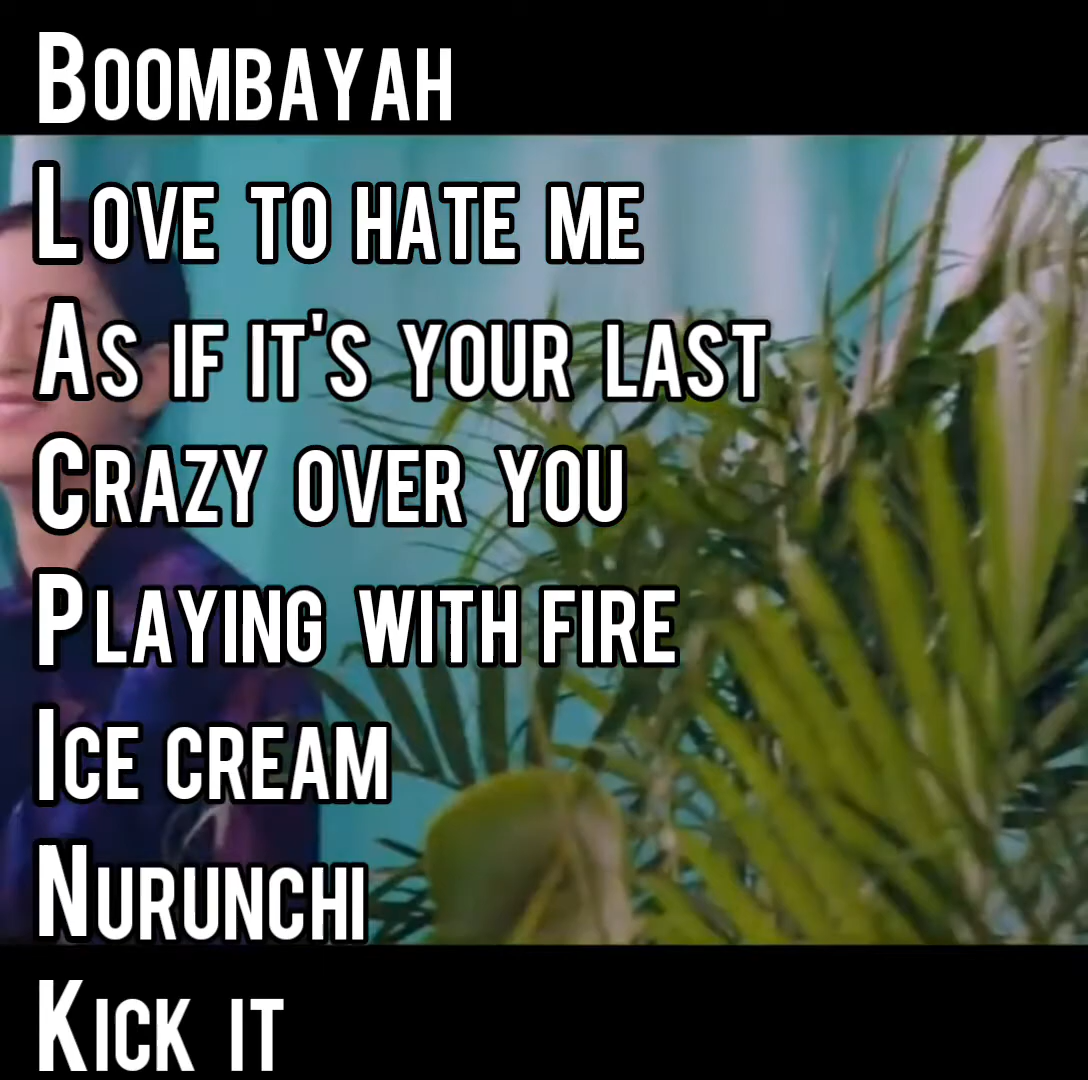 Boombayah
Love to hate me
As if it's your last
Crazy over you
Playing with fire
Ice cream
Nurunchi
Kick it